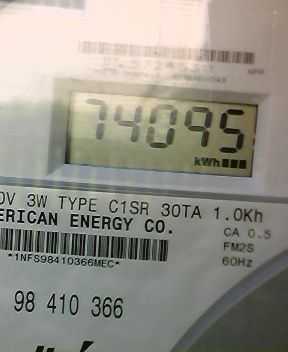 74095
kWh
0V 3W TYPE C1SR 30TA 1.0Kh
ERICAN ENERGY CO.
CA 0.5
FM2S
60Hz
*1NFS98410366MEC*
98 410 366